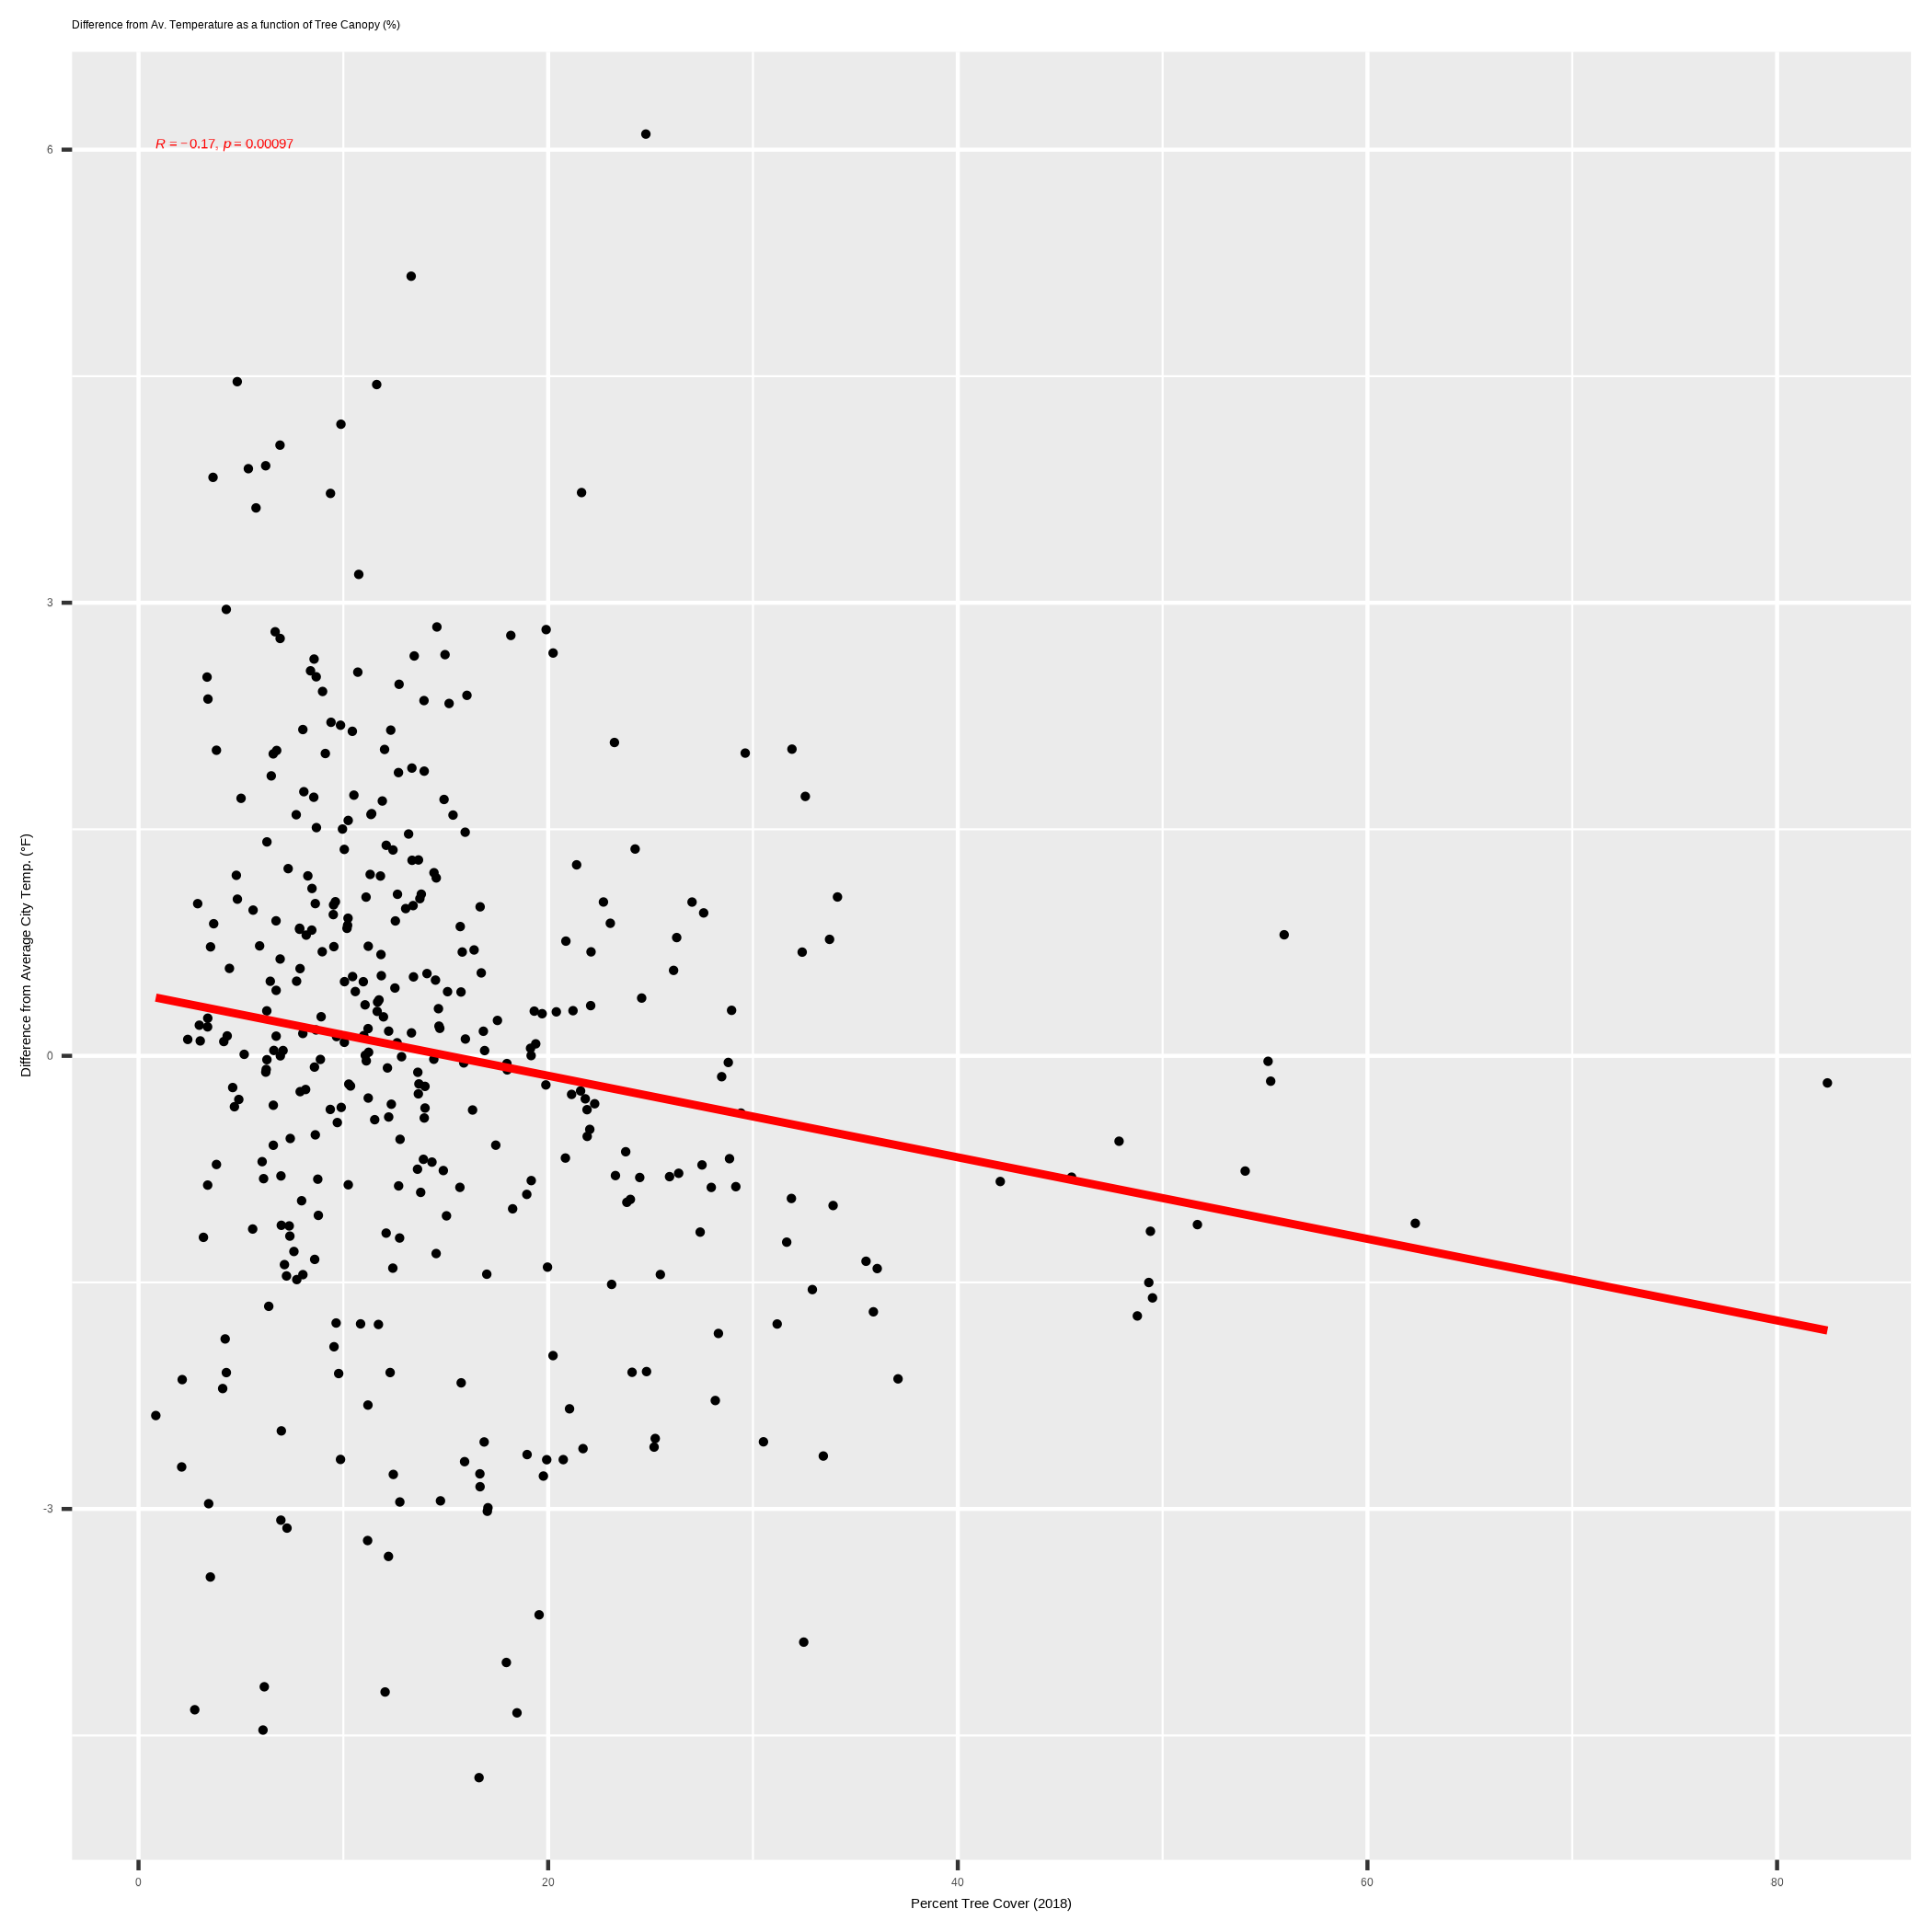 Difference from Av. Temperature as a function of Tree Canopy (%)
R = −0.17, p = 0.00097
6
3
0
-3
Difference from Average City Temp. (°F)
0
20
40
60
80
Percent Tree Cover (2018)